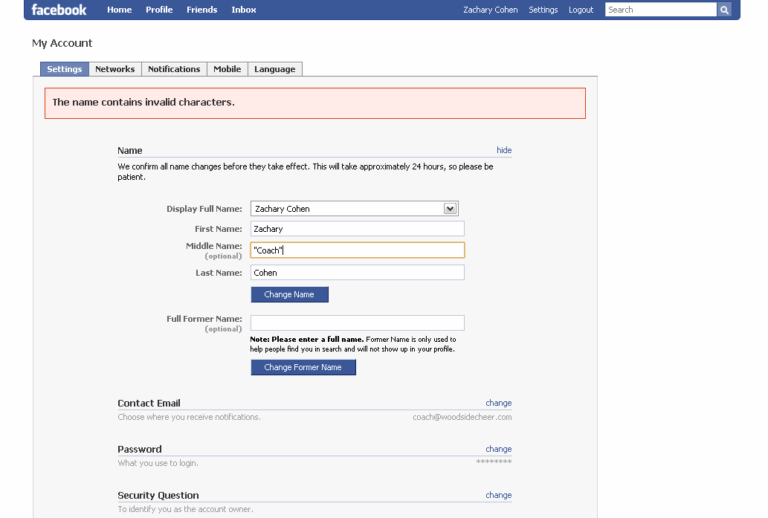 facebook Home Profile Friends Inbox Zachary Cohen Settings Logout Search
My Account
Settings Networks Notifications Mobile Language
The name contains invalid characters.
Name hide
We confirm all name changes before they take effect. This will take approximately 24 hours, so please be
patient.
Display Full Name: Zachary Cohen
First Name: Zachary
Middle Name: "Coach"
(optional)
Last Name: Cohen
Change Name
Full Former Name:
(optional)
Note: Please enter a full name. Former Name is only used to
help people find you in search and will not show up in your profile.
Change Former Name
Contact Email change
Choose where you receive notifications. coach@woodsidecheer.com
Password change
What you use to login. ********
Security Question change
To identify you as the account owner.